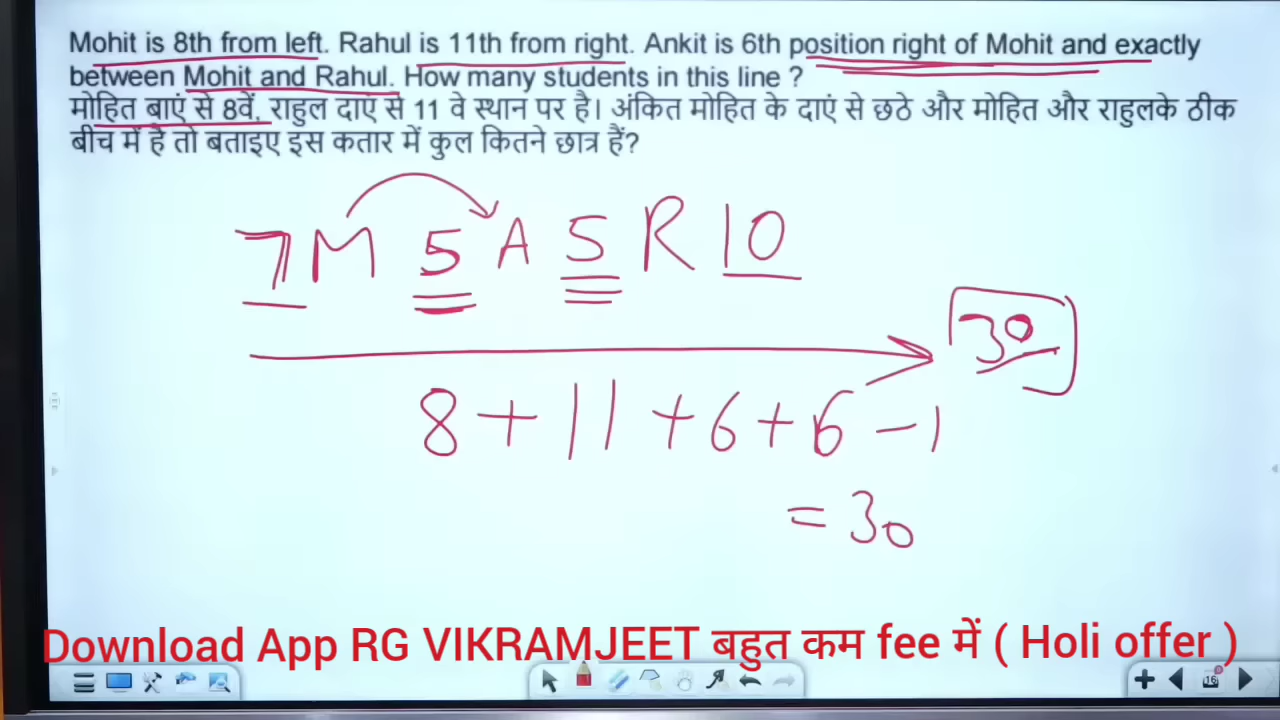 Mohit is 8th from left. Rahul is 11th from right. Ankit is 6th position right of Mohit and exactly
between Mohit and Rahul. How many students in this line ?
मोहित बाएं से 8वें, राहुल दाएं से 11 वे स्थान पर है। अंकित मोहित के दाएं से छठे और मोहित और राहुलके ठीक
बीच में है तो बताइए इस कतार में कुल कितने छात्र हैं?
7 M 5 A 5 R 10
30
8 + 11 + 6 + 6 - 1
= 30
Download App RG VIKRAMJEET बहुत कम fee में ( Holi offer )
16